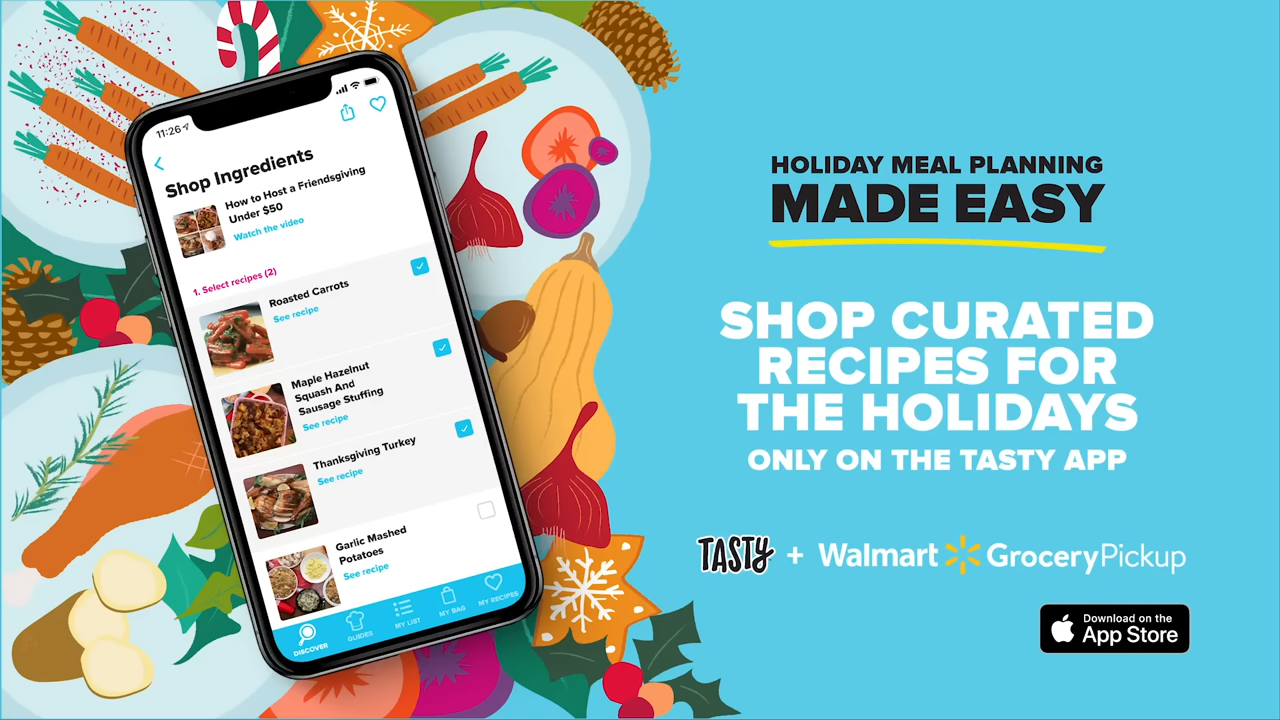 11:26
Shop Ingredients
How to Host a Friendsgiving
Under $50
Watch the video
1. Select recipes (2)
Roasted Carrots
See recipe
Maple Hazelnut
Squash And
Sausage Stuffing
See recipe
Thanksgiving Turkey
See recipe
Garlic Mashed
Potatoes
See recipe
DISCOVER
GUIDES
MY LIST
MY BAG
MY RECIPES
HOLIDAY MEAL PLANNING
MADE EASY
SHOP CURATED
RECIPES FOR
THE HOLIDAYS
ONLY ON THE TASTY APP
TASTY + Walmart GroceryPickup
Download on the
App Store